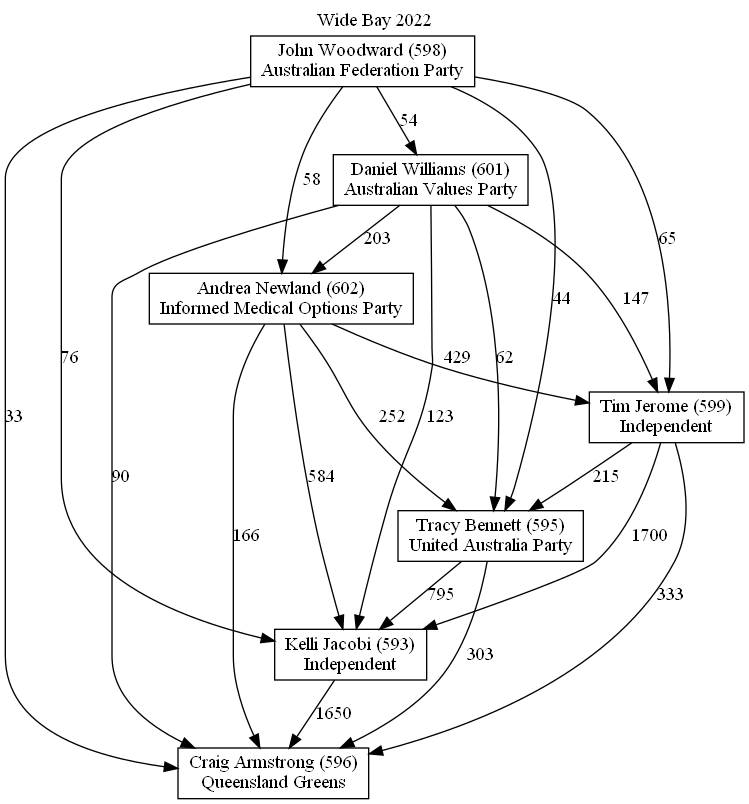 Wide Bay 2022
John Woodward (598)
Australian Federation Party
54
Daniel Williams (601)
Australian Values Party
58
203
65
Andrea Newland (602)
Informed Medical Options Party
44
147
76
429
62
Tim Jerome (599)
Independent
33
252
123
90
584
215
Tracy Bennett (595)
United Australia Party
166
1700
795
333
Kelli Jacobi (593)
Independent
303
1650
Craig Armstrong (596)
Queensland Greens